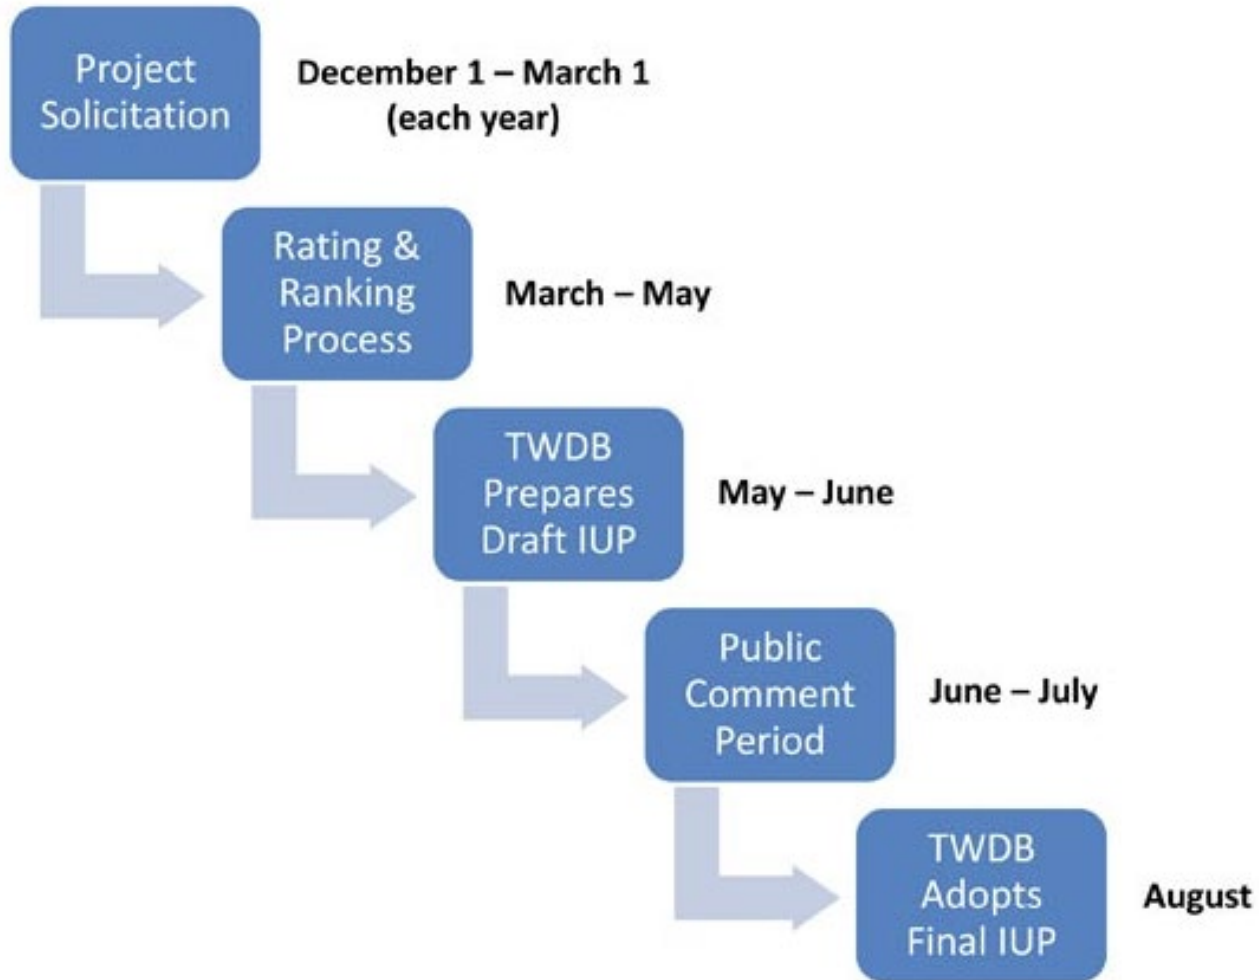 Project
Solicitation
December 1 – March 1
(each year)
Rating &
Ranking
Process
March – May
TWDB
Prepares
Draft IUP
May – June
Public
Comment
Period
June – July
TWDB
Adopts
Final IUP
August